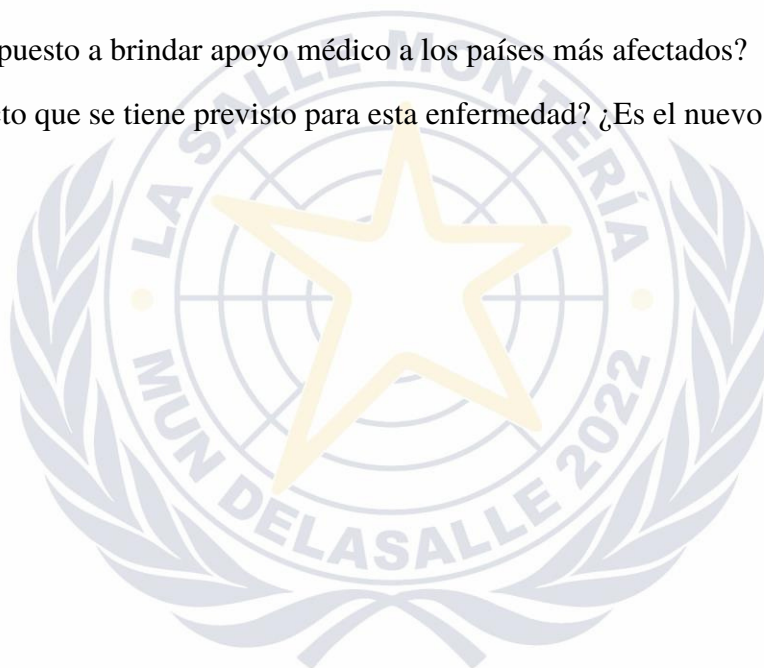 puesto a brindar apoyo médico a los países más afectados?
to que se tiene previsto para esta enfermedad? ¿Es el nuevo
LA SALLE MONTERÍA
MUN DELASALLE 2022